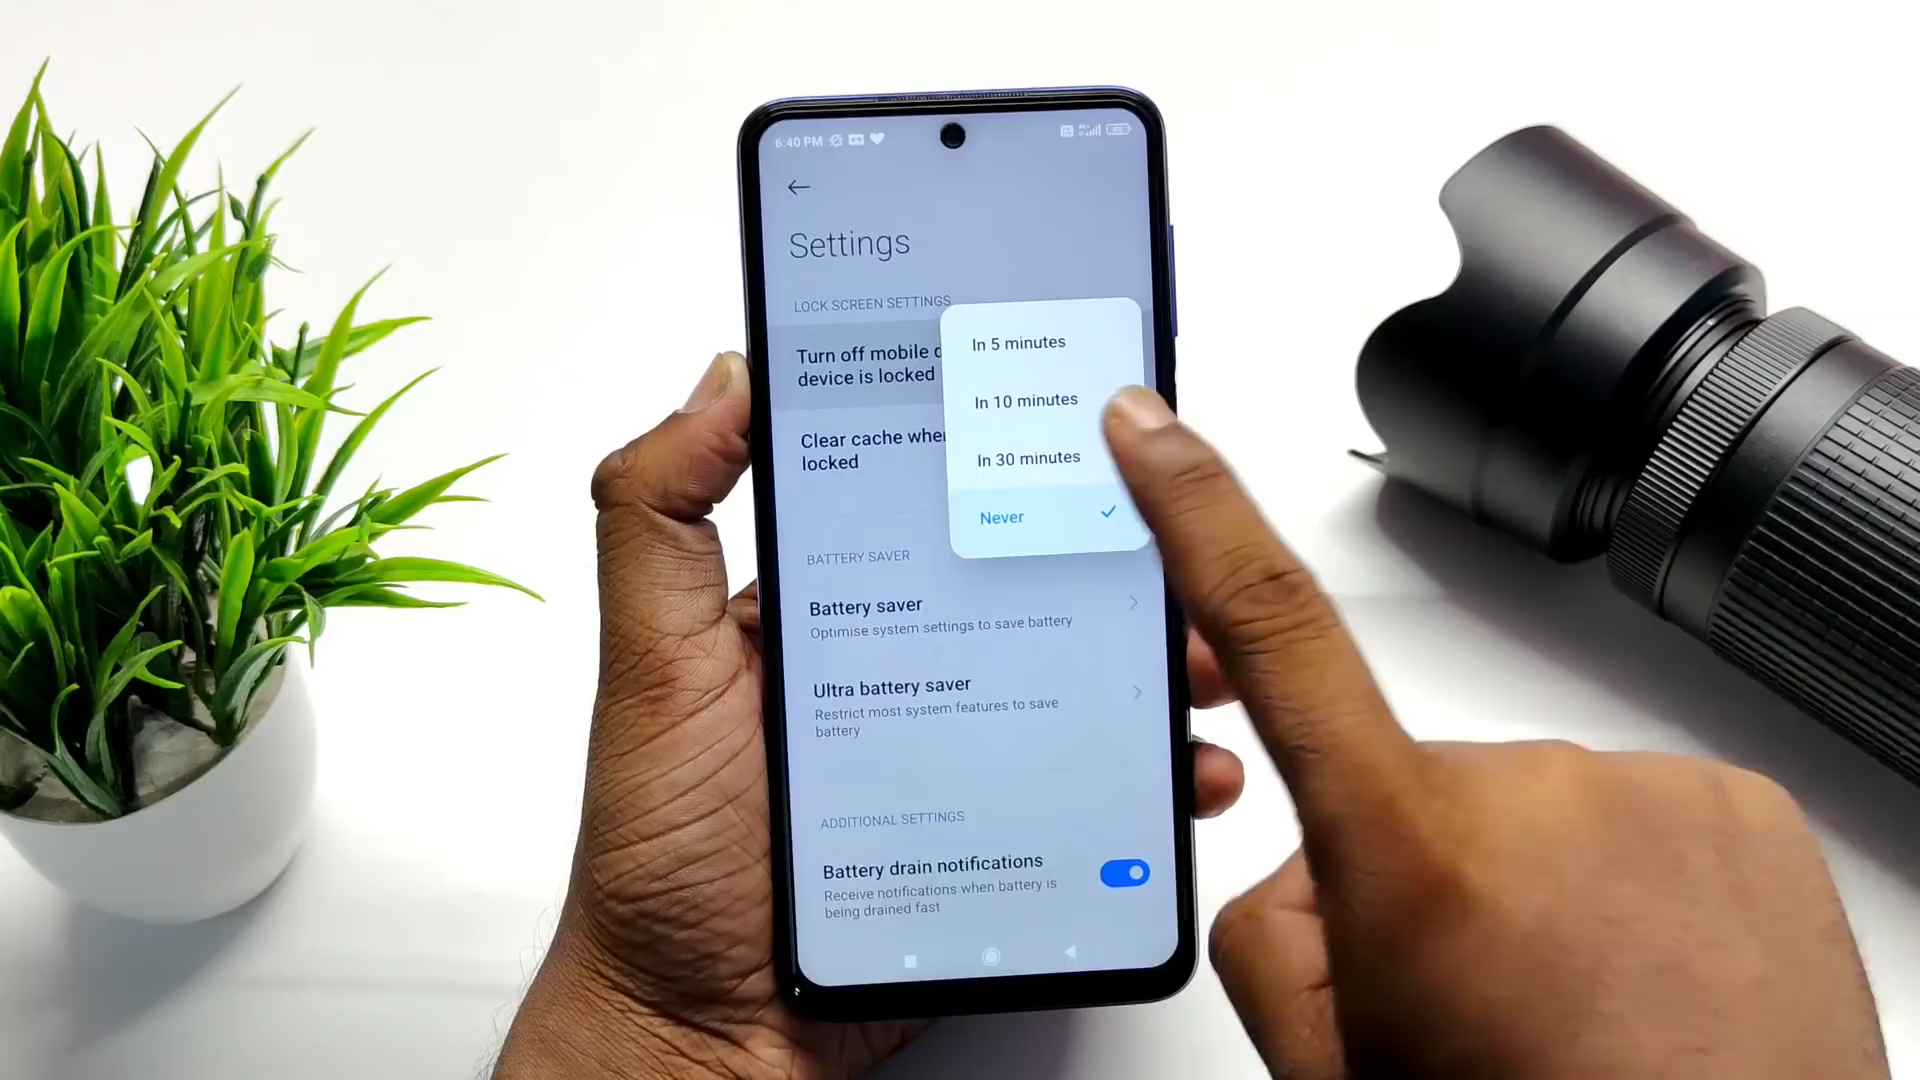 6:40 PM
Settings
LOCK SCREEN SETTINGS
Turn off mobile
device is locked
Clear cache whe
locked
In 5 minutes
In 10 minutes
In 30 minutes
Never
BATTERY SAVER
Battery saver
Optimise system settings to save battery
Ultra battery saver
Restrict most system features to save
battery
ADDITIONAL SETTINGS
Battery drain notifications
Receive notifications when battery is
being drained fast